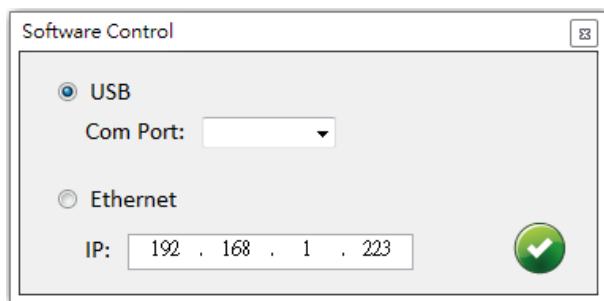 Software Control
USB
Com Port:
Ethernet
IP: 192 . 168 . 1 . 223